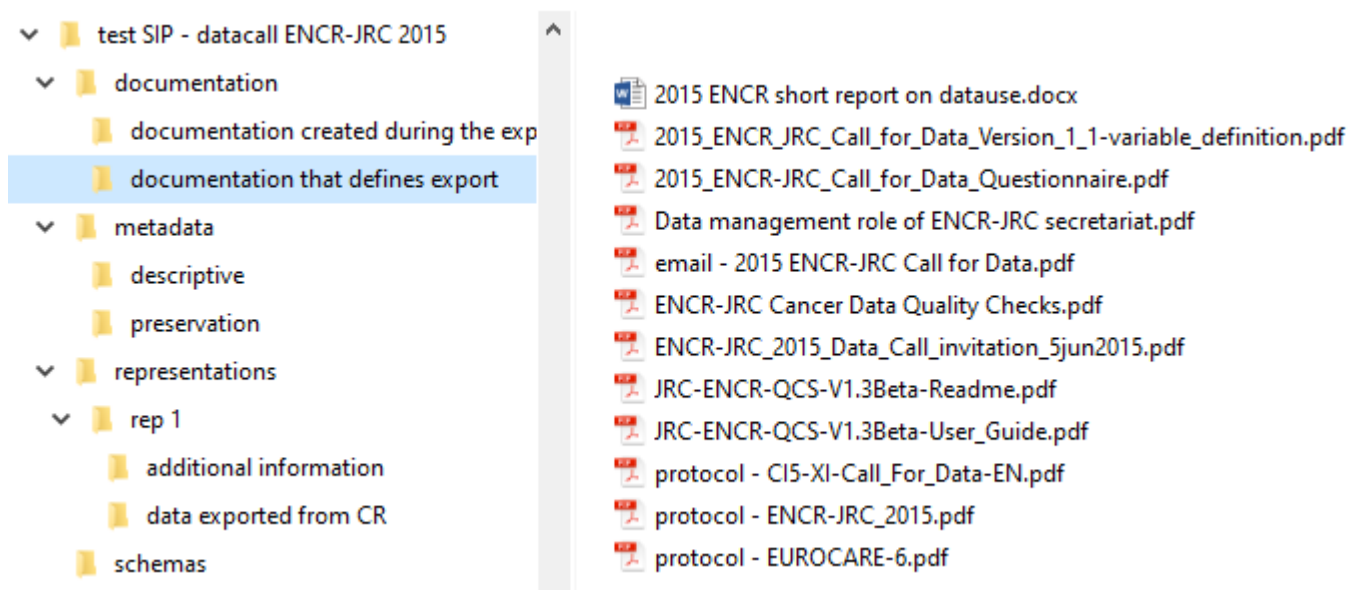 test SIP - datacall ENCR-JRC 2015
documentation
documentation created during the exp
documentation that defines export
metadata
descriptive
preservation
representations
rep 1
additional information
data exported from CR
schemas
2015 ENCR short report on datause.docx
2015_ENCR_JRC_Call_for_Data_Version_1_1-variable_definition.pdf
2015_ENCR-JRC_Call_for_Data_Questionnaire.pdf
Data management role of ENCR-JRC secretariat.pdf
email - 2015 ENCR-JRC Call for Data.pdf
ENCR-JRC Cancer Data Quality Checks.pdf
ENCR-JRC_2015_Data_Call_invitation_5jun2015.pdf
JRC-ENCR-QCS-V1.3Beta-Readme.pdf
JRC-ENCR-QCS-V1.3Beta-User_Guide.pdf
protocol - CI5-XI-Call_For_Data-EN.pdf
protocol - ENCR-JRC_2015.pdf
protocol - EUROCARE-6.pdf